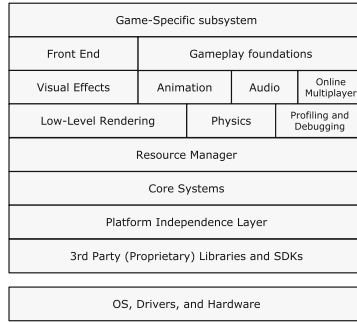 Game-Specific subsystem
Front End
Gameplay foundations
Visual Effects
Animation
Audio
Online
Multiplayer
Low-Level Rendering
Physics
Profiling and
Debugging
Resource Manager
Core Systems
Platform Independence Layer
3rd Party (Proprietary) Libraries and SDKs
OS, Drivers, and Hardware